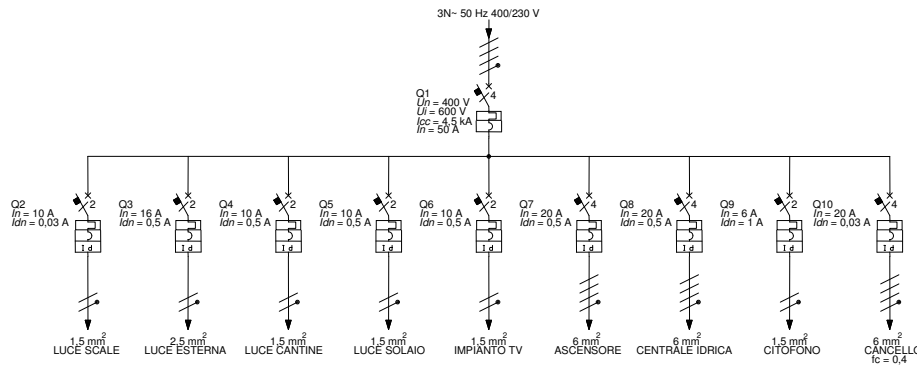 3N~ 50 Hz 400/230 V
Q1
4
Un = 400 V
Ui = 600 V
Icc = 4,5 kA
In = 50 A
Q2
2
In = 10 A
Idn = 0,03 A
I d
Q3
2
In = 16 A
Idn = 0,5 A
I d
Q4
2
In = 10 A
Idn = 0,5 A
I d
Q5
2
In = 10 A
Idn = 0,5 A
I d
Q6
2
In = 10 A
Idn = 0,5 A
I d
Q7
4
In = 20 A
Idn = 0,5 A
I d
Q8
4
In = 20 A
Idn = 0,5 A
I d
Q9
2
In = 6 A
Idn = 1 A
I d
Q10
4
In = 20 A
Idn = 0,03 A
I d
1,5 mm²
LUCE SCALE
2,5 mm²
LUCE ESTERNA
1,5 mm²
LUCE CANTINE
1,5 mm²
LUCE SOLAIO
1,5 mm²
IMPIANTO TV
6 mm²
ASCENSORE
6 mm²
CENTRALE IDRICA
1,5 mm²
CITOFONO
6 mm²
CANCELLO
fc = 0,4